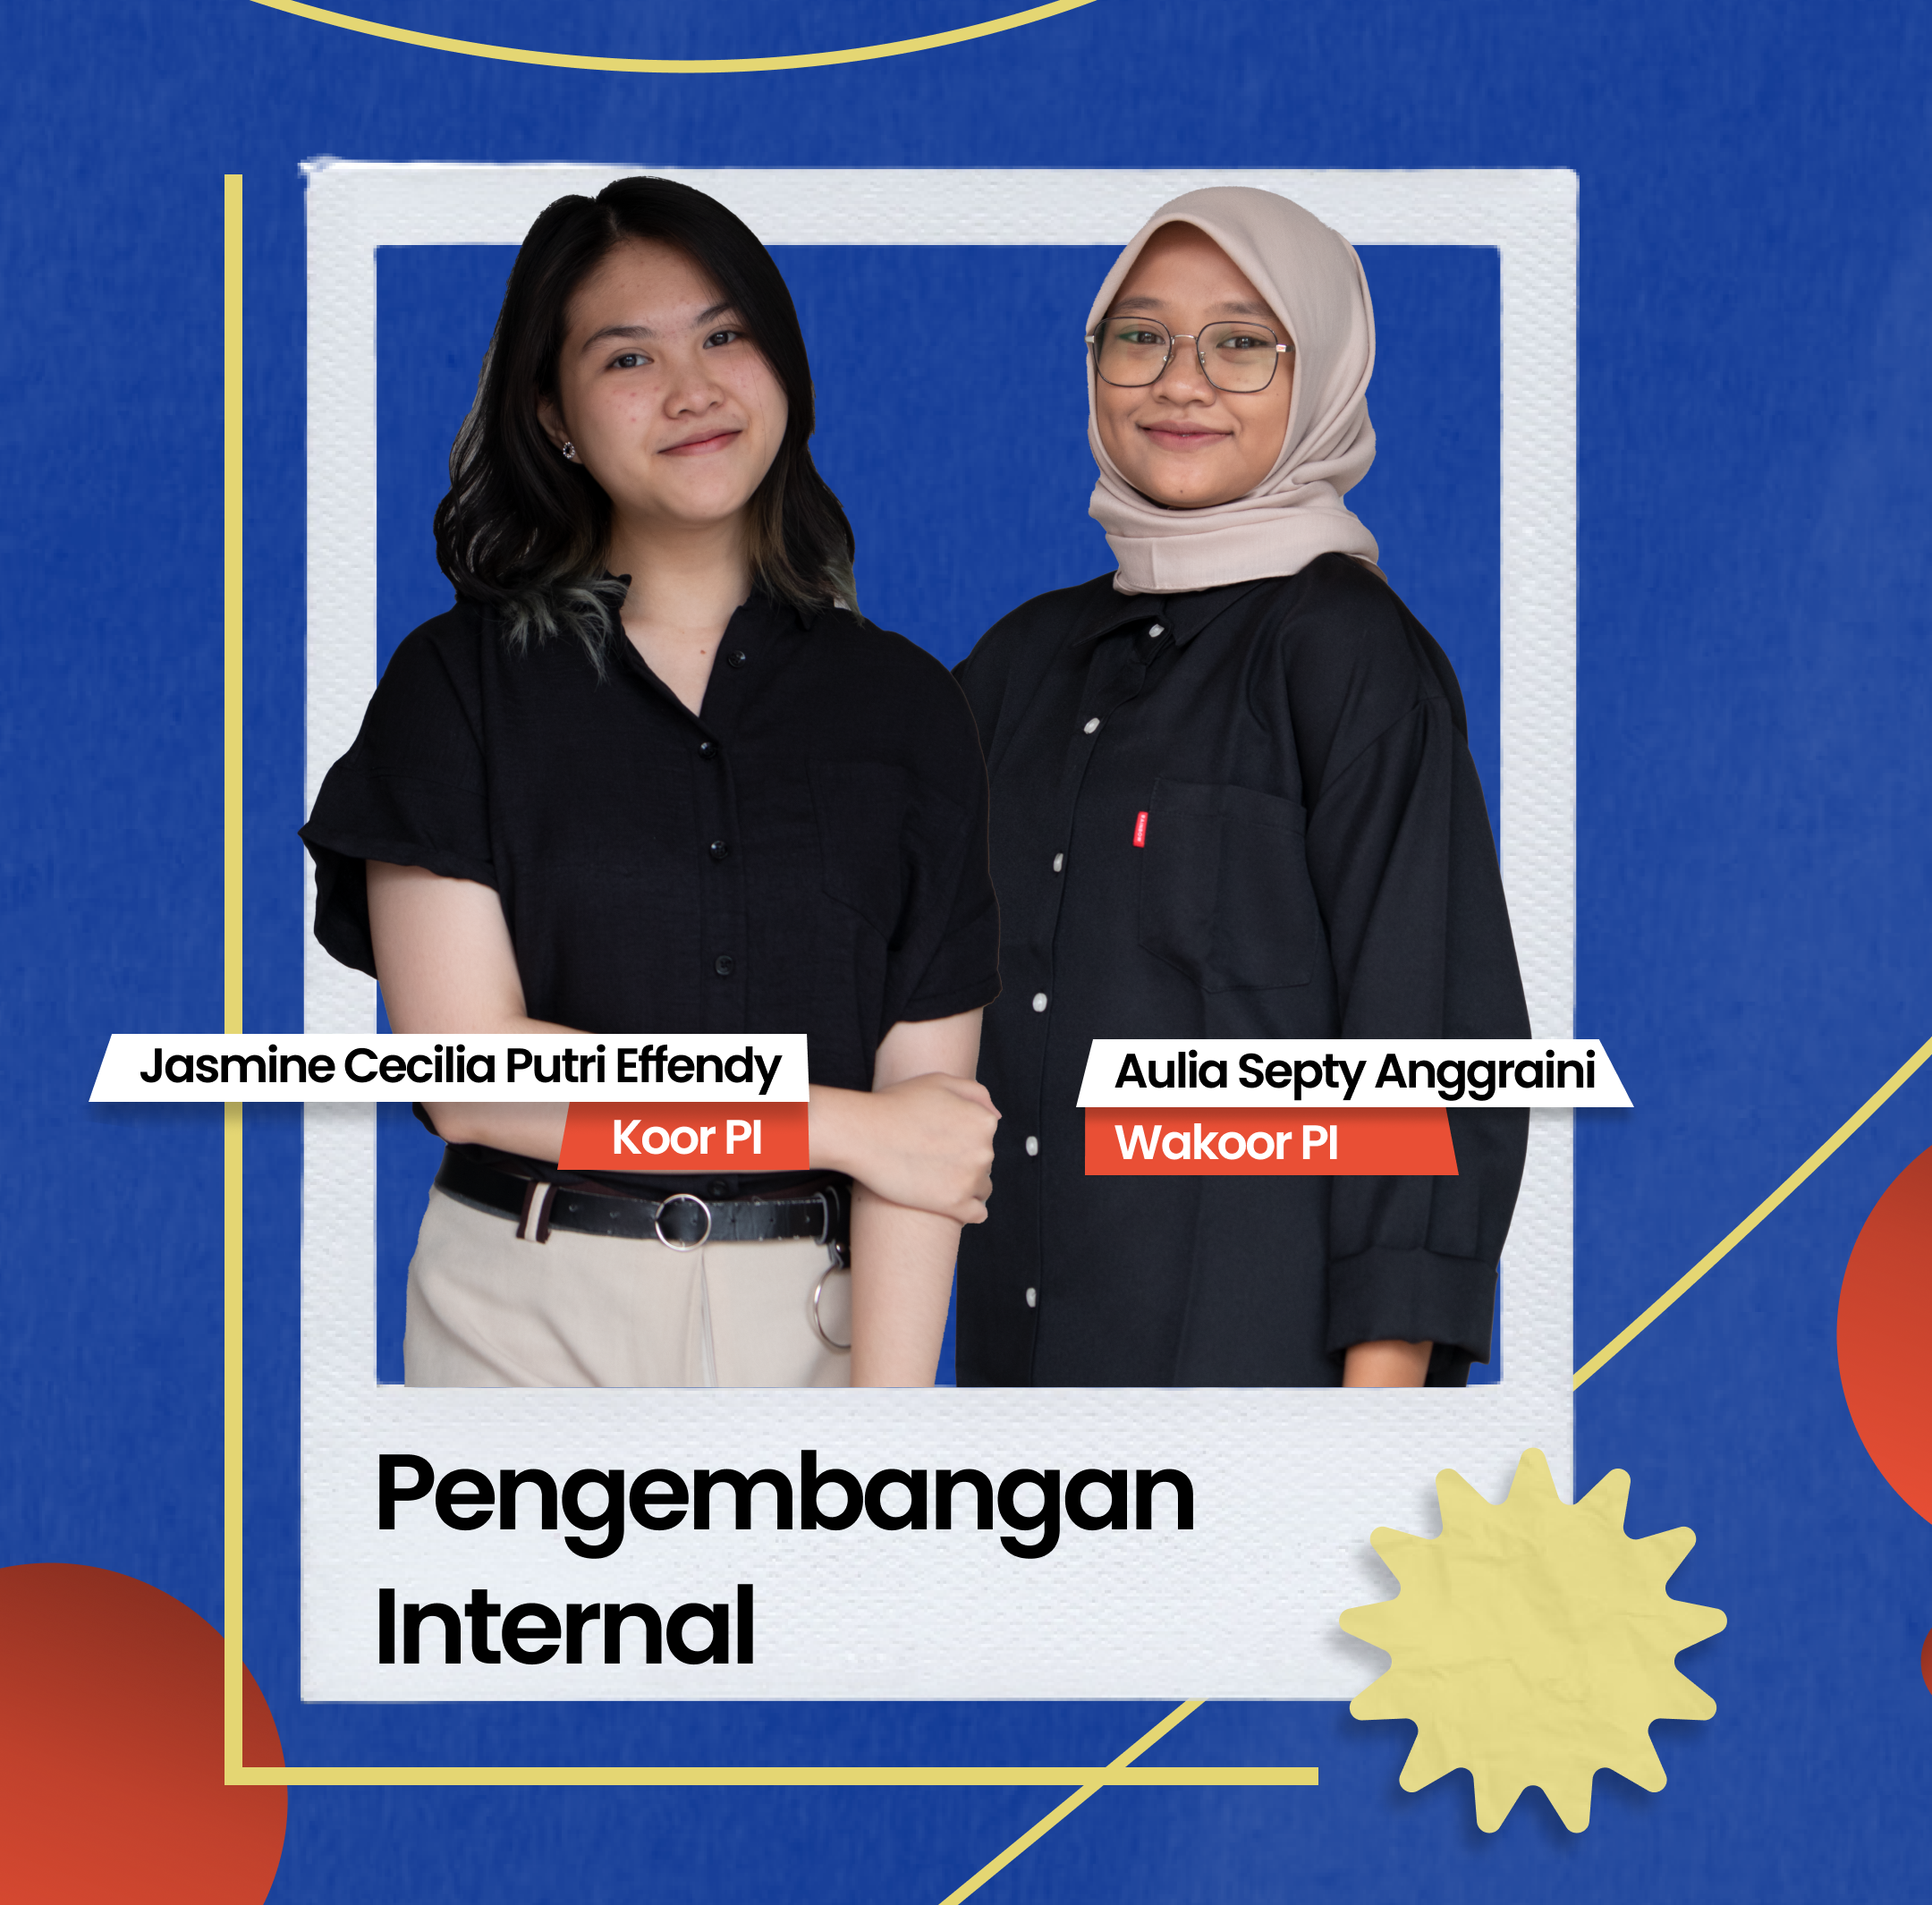 Jasmine Cecilia Putri Effendy
Koor PI
Aulia Septy Anggraini
Wakoor PI
Pengembangan
Internal